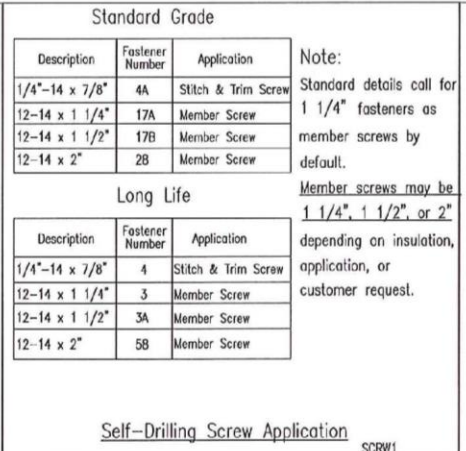 Standard Grade
Description Fastener Number Application
1/4"-14 x 7/8" 4A Stitch & Trim Screw
12-14 x 1 1/4" 17A Member Screw
12-14 x 1 1/2" 17B Member Screw
12-14 x 2" 2B Member Screw
Long Life
Description Fastener Number Application
1/4"-14 x 7/8" 4 Stitch & Trim Screw
12-14 x 1 1/4" 3 Member Screw
12-14 x 1 1/2" 3A Member Screw
12-14 x 2" 5B Member Screw
Note:
Standard details call for
1 1/4" fasteners as
member screws by
default.
Member screws may be
1 1/4", 1 1/2", or 2"
depending on insulation,
application, or
customer request.
Self-Drilling Screw Application
SCRW1